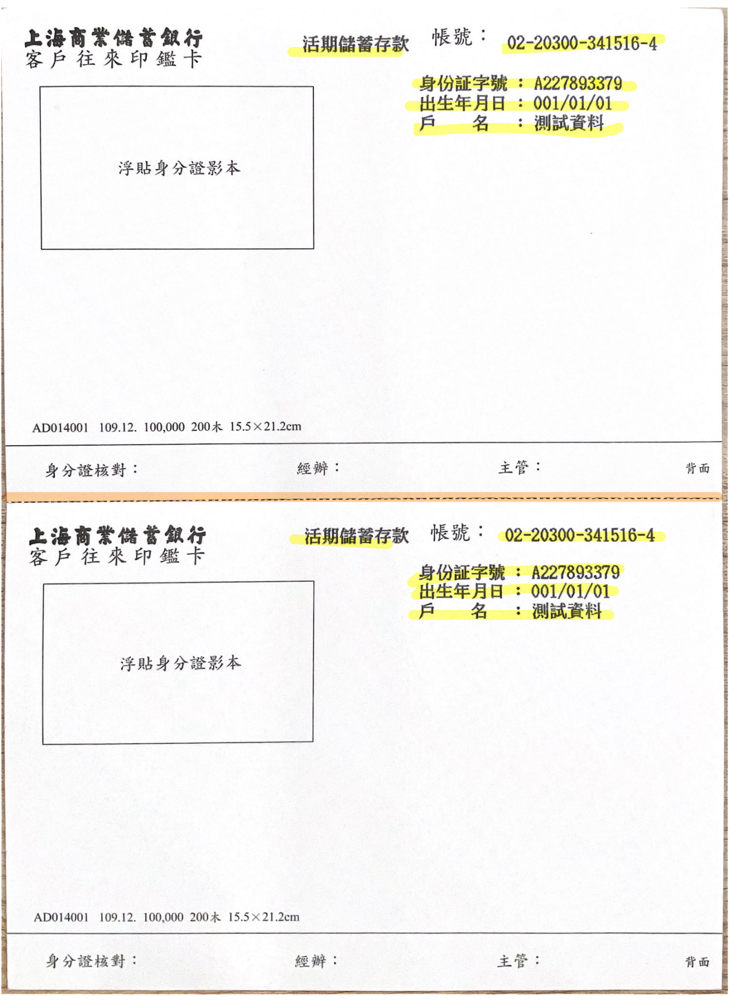 上海商業儲蓄銀行
客戶往來印鑑卡
活期儲蓄存款 帳號： 02-20300-341516-4
身份証字號 ： A227893379
出生年月日 ： 001/01/01
戶 名 ： 測試資料
浮貼身分證影本
AD014001 109.12. 100,000 200木 15.5×21.2cm
身分證核對： 經辦： 主管： 背面
上海商業儲蓄銀行
客戶往來印鑑卡
活期儲蓄存款 帳號： 02-20300-341516-4
身份証字號 ： A227893379
出生年月日 ： 001/01/01
戶 名 ： 測試資料
浮貼身分證影本
AD014001 109.12. 100,000 200木 15.5×21.2cm
身分證核對： 經辦： 主管： 背面